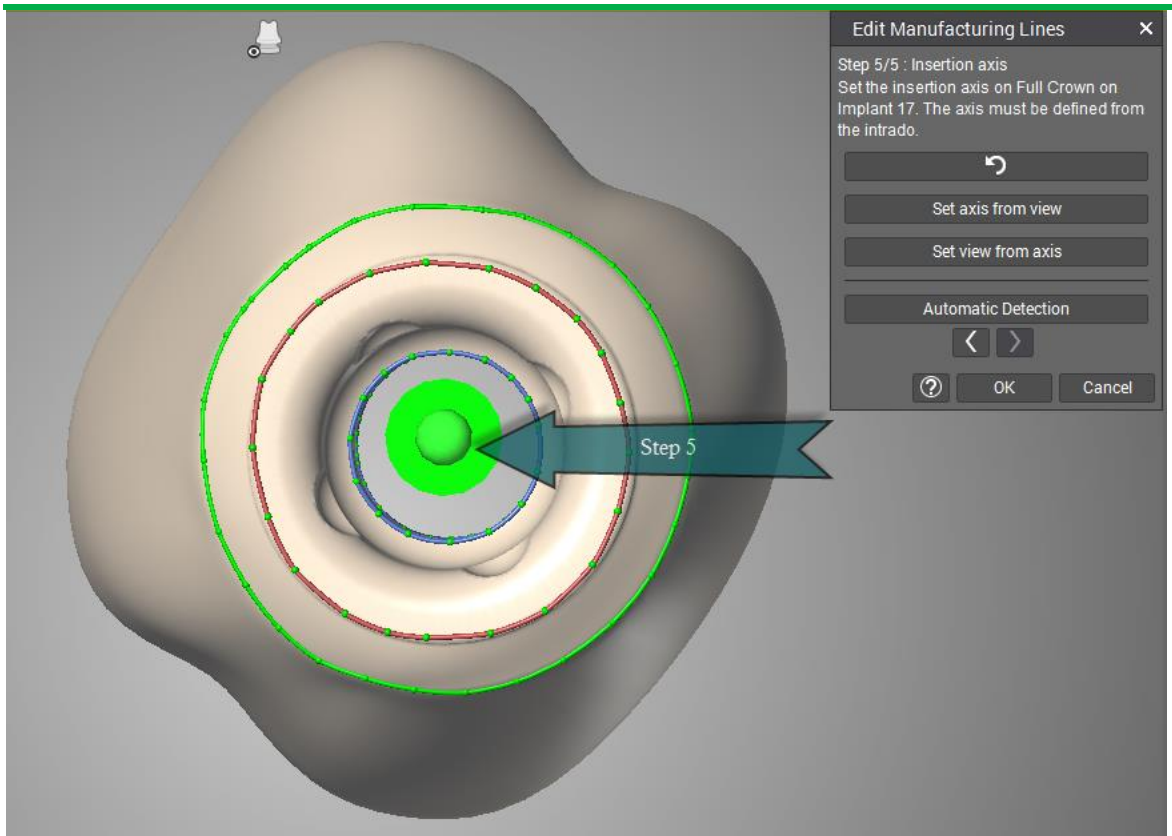 Edit Manufacturing Lines
Step 5/5 : Insertion axis
Set the insertion axis on Full Crown on
Implant 17. The axis must be defined from
the intrado.
Set axis from view
Set view from axis
Automatic Detection
OK Cancel
Step 5